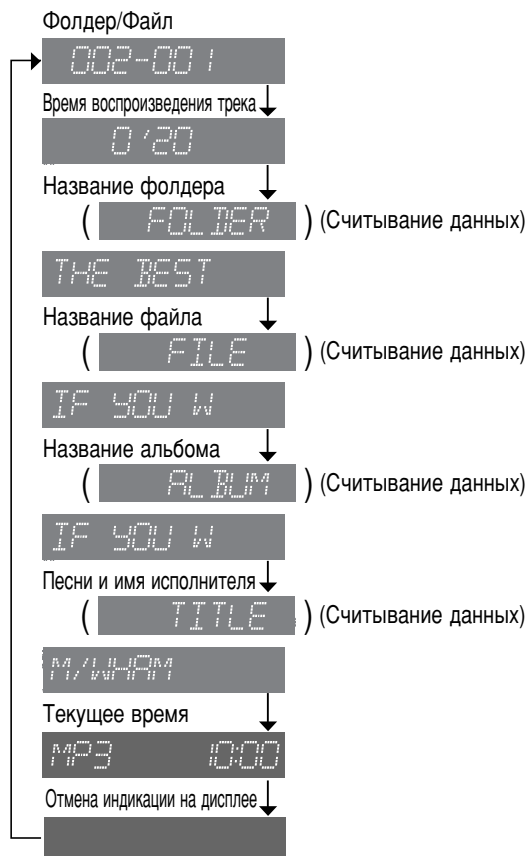 Фолдер/Файл
002-001
Время воспроизведения трека
0'20
Название фолдера
( FOLDER ) (Считывание данных)
THE BEST
Название файла
( FILE ) (Считывание данных)
IF YOU W
Название альбома
( ALBUM ) (Считывание данных)
IF YOU W
Песни и имя исполнителя
( TITLE ) (Считывание данных)
M/WHAM
Текущее время
MP3 10:00
Отмена индикации на дисплее